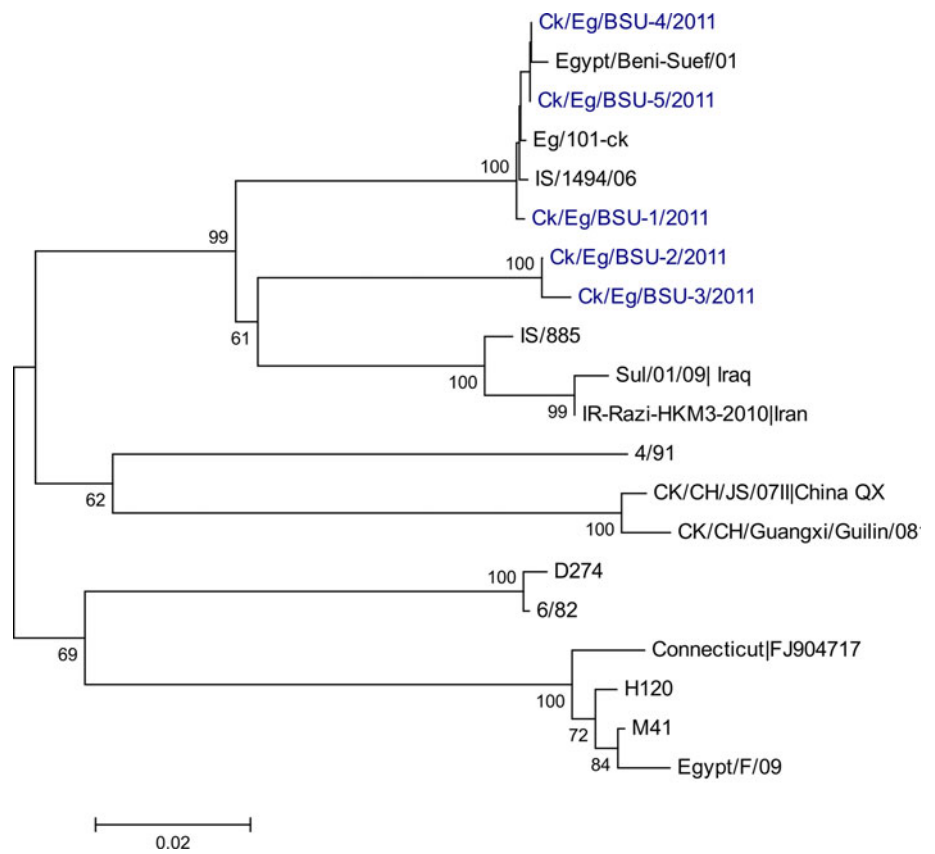 Ck/Eg/BSU-4/2011
Egypt/Beni-Suef/01
Ck/Eg/BSU-5/2011
Eg/101-ck
100
IS/1494/06
Ck/Eg/BSU-1/2011
99
100
Ck/Eg/BSU-2/2011
Ck/Eg/BSU-3/2011
61
IS/885
100
Sul/01/09| Iraq
99
IR-Razi-HKM3-2010|Iran
4/91
62
CK/CH/JS/07II|China QX
100
CK/CH/Guangxi/Guilin/08
100
D274
6/82
69
Connecticut|FJ904717
100
H120
72
M41
84
Egypt/F/09
0.02